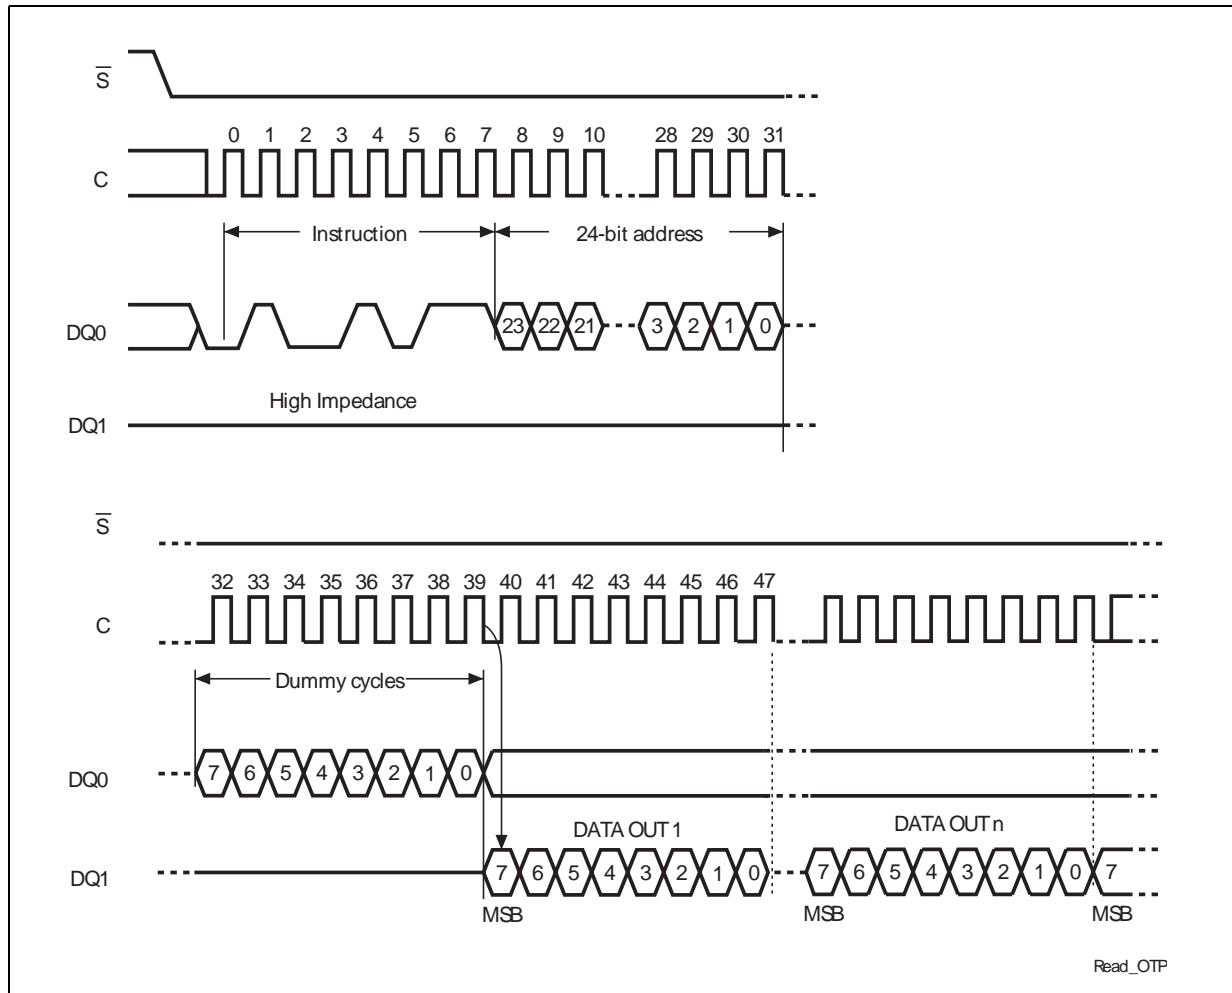 S
0 1 2 3 4 5 6 7 8 9 10 28 29 30 31
C
Instruction 24-bit address
DQ0 23 22 21 3 2 1 0
High Impedance
DQ1
S
32 33 34 35 36 37 38 39 40 41 42 43 44 45 46 47
C
Dummy cycles
DQ0 7 6 5 4 3 2 1 0
DATA OUT 1 DATA OUT n
DQ1 7 6 5 4 3 2 1 0 7 6 5 4 3 2 1 0 7
MSB MSB MSB
Read_OTP